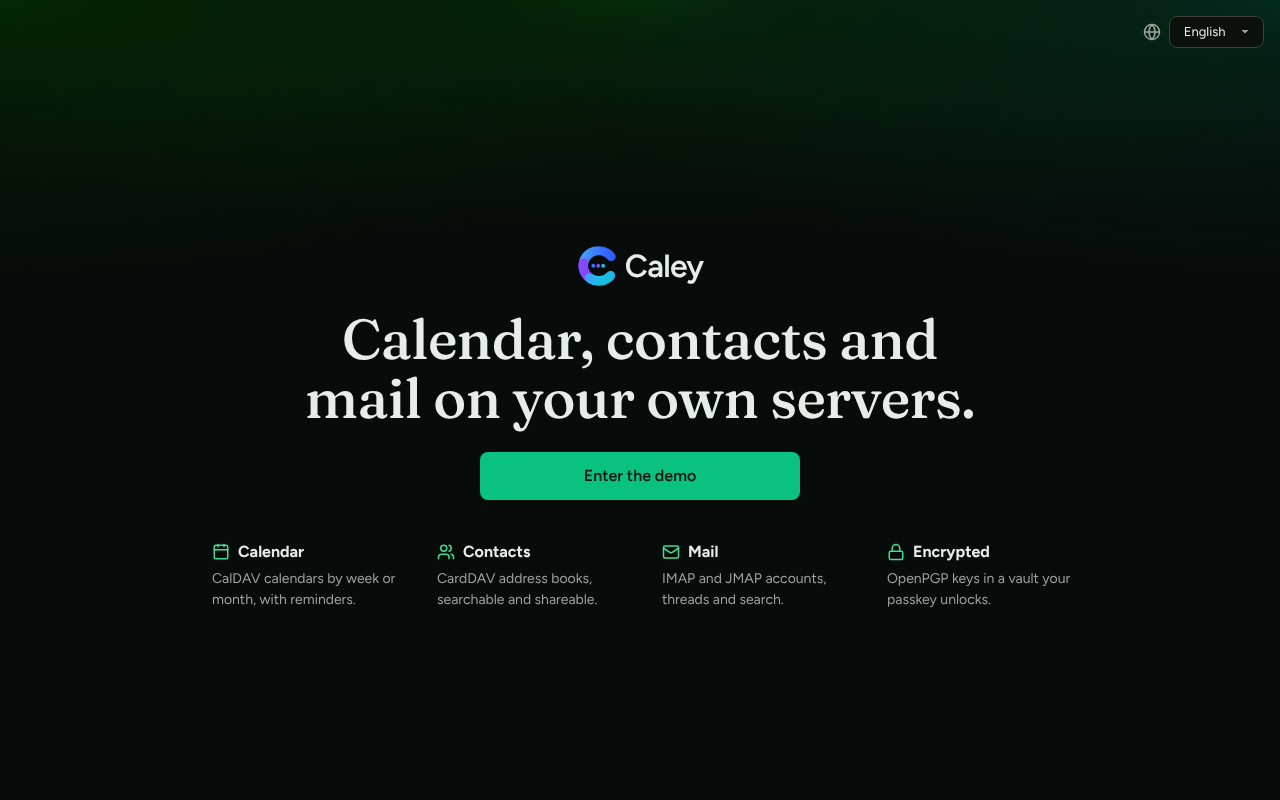 English
Caley
Calendar, contacts and
mail on your own servers.
Enter the demo
Calendar
CalDAV calendars by week or
month, with reminders.
Contacts
CardDAV address books,
searchable and shareable.
Mail
IMAP and JMAP accounts,
threads and search.
Encrypted
OpenPGP keys in a vault your
passkey unlocks.